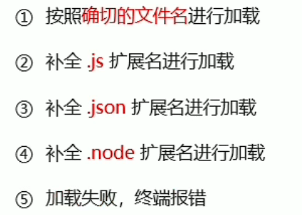 ① 按照确切的文件名进行加载
② 补全 .js 扩展名进行加载
③ 补全 .json 扩展名进行加载
④ 补全 .node 扩展名进行加载
⑤ 加载失败，终端报错